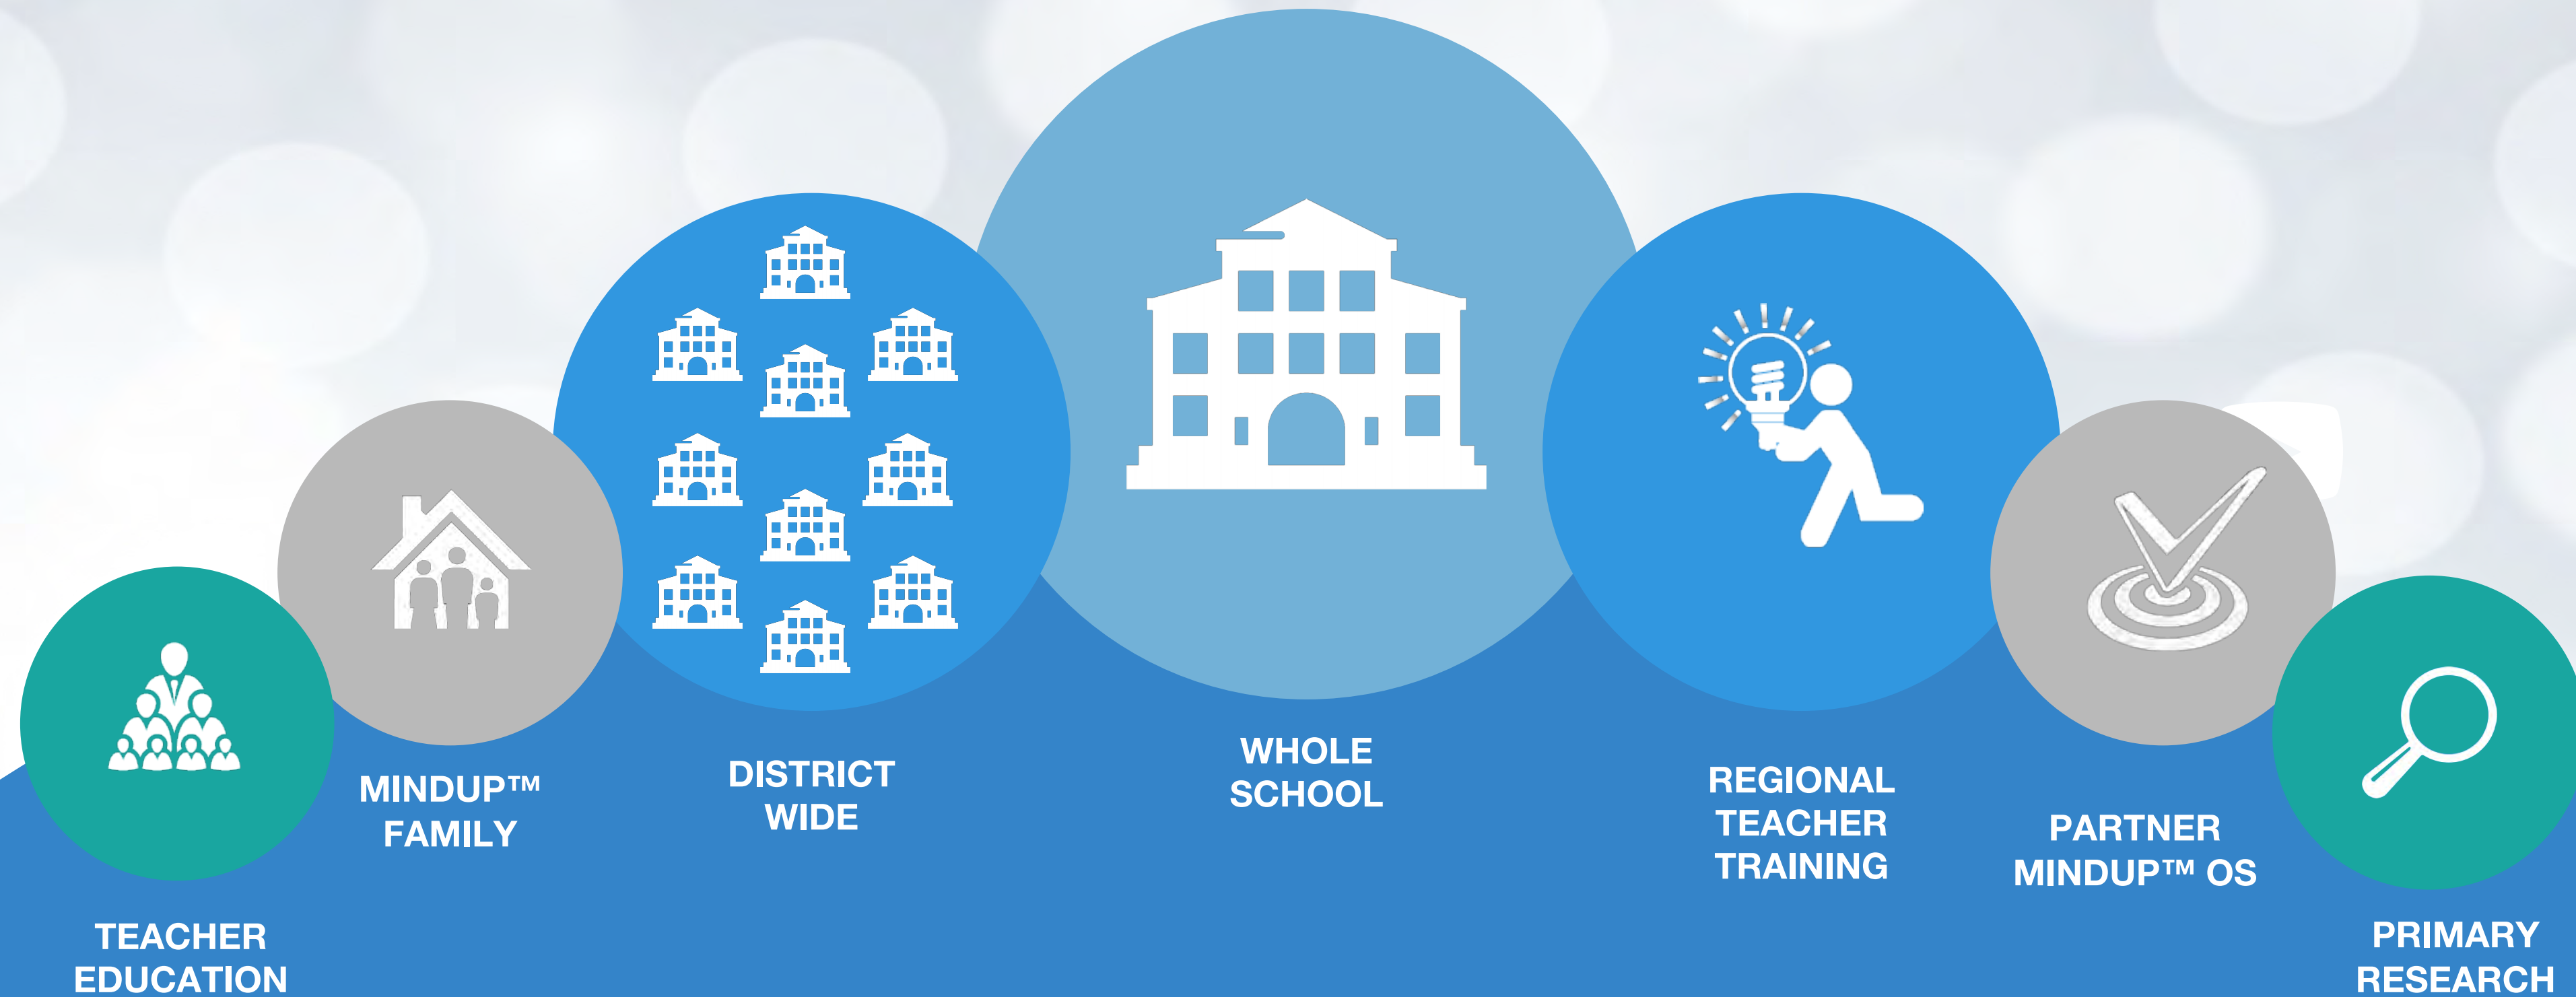 TEACHER
EDUCATION
MINDUP™
FAMILY
DISTRICT
WIDE
WHOLE
SCHOOL
REGIONAL
TEACHER
TRAINING
PARTNER
MINDUP™ OS
PRIMARY
RESEARCH